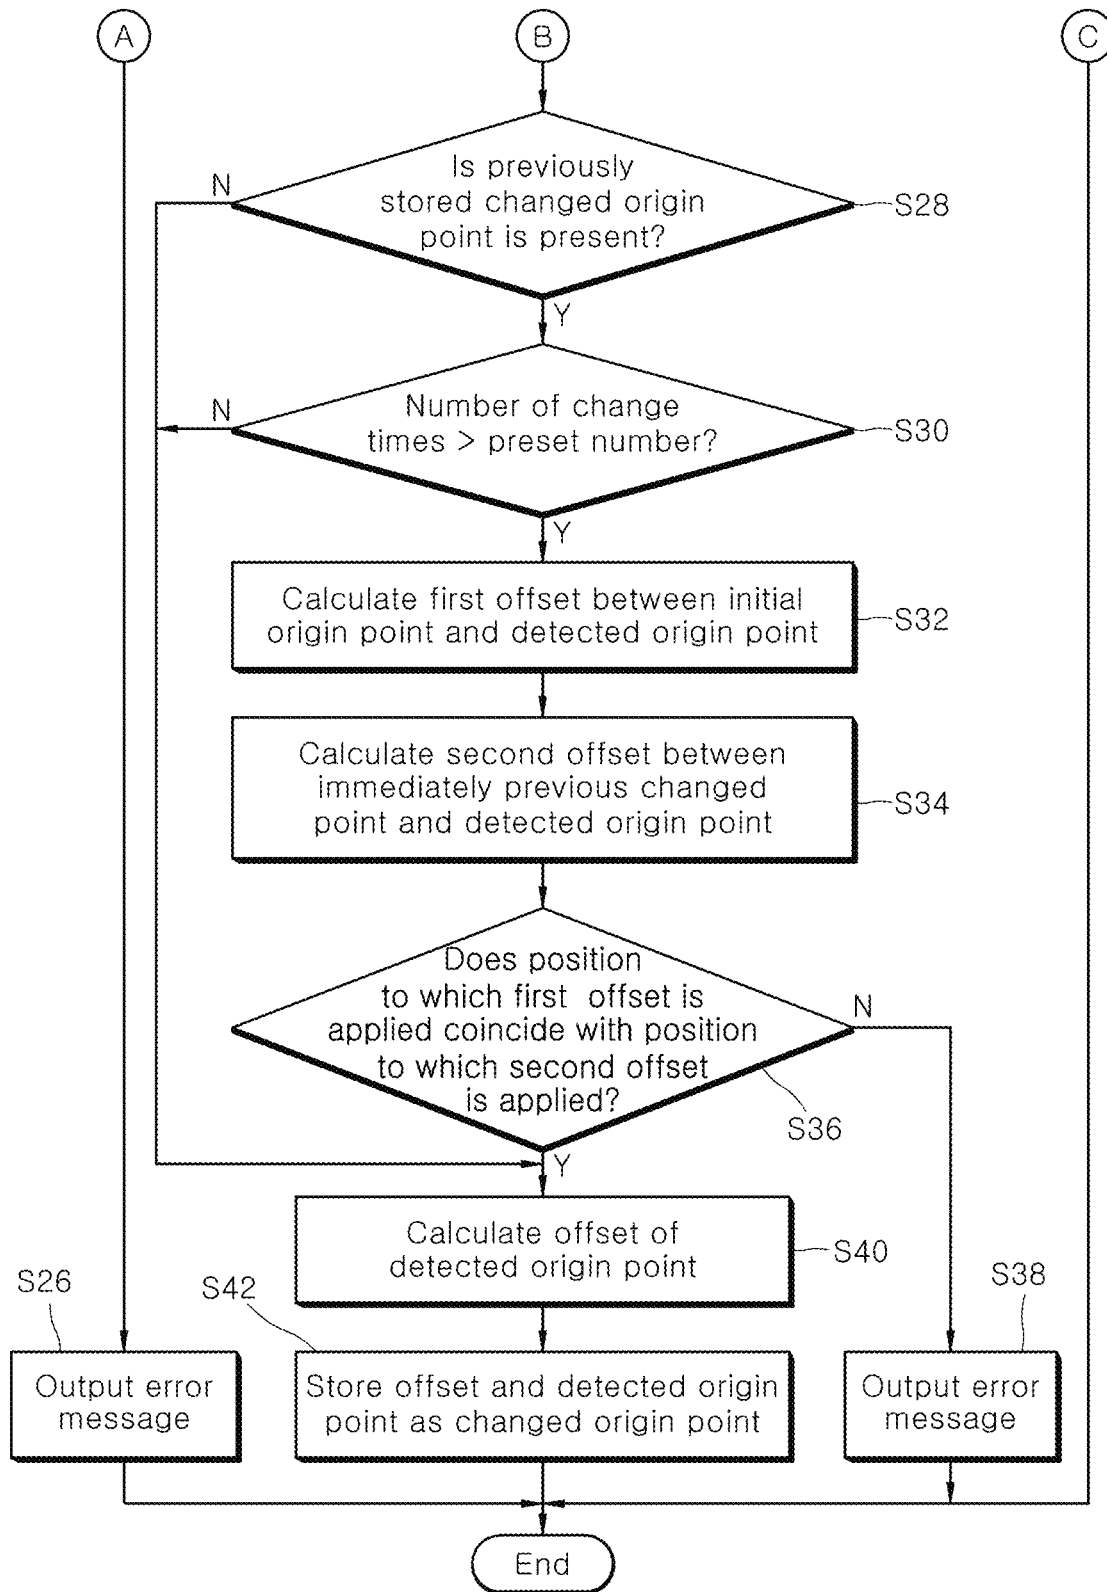 A
B
C
Is previously
stored changed origin
point is present?
N
S28
Y
Number of change
times > preset number?
N
S30
Y
Calculate first offset between initial
origin point and detected origin point
S32
Calculate second offset between
immediately previous changed
point and detected origin point
S34
Does position
to which first offset is
applied coincide with position
to which second offset
is applied?
N
S36
Y
Calculate offset of
detected origin point
S40
S26
S42
S38
Output error
message
Store offset and detected origin
point as changed origin point
Output error
message
End